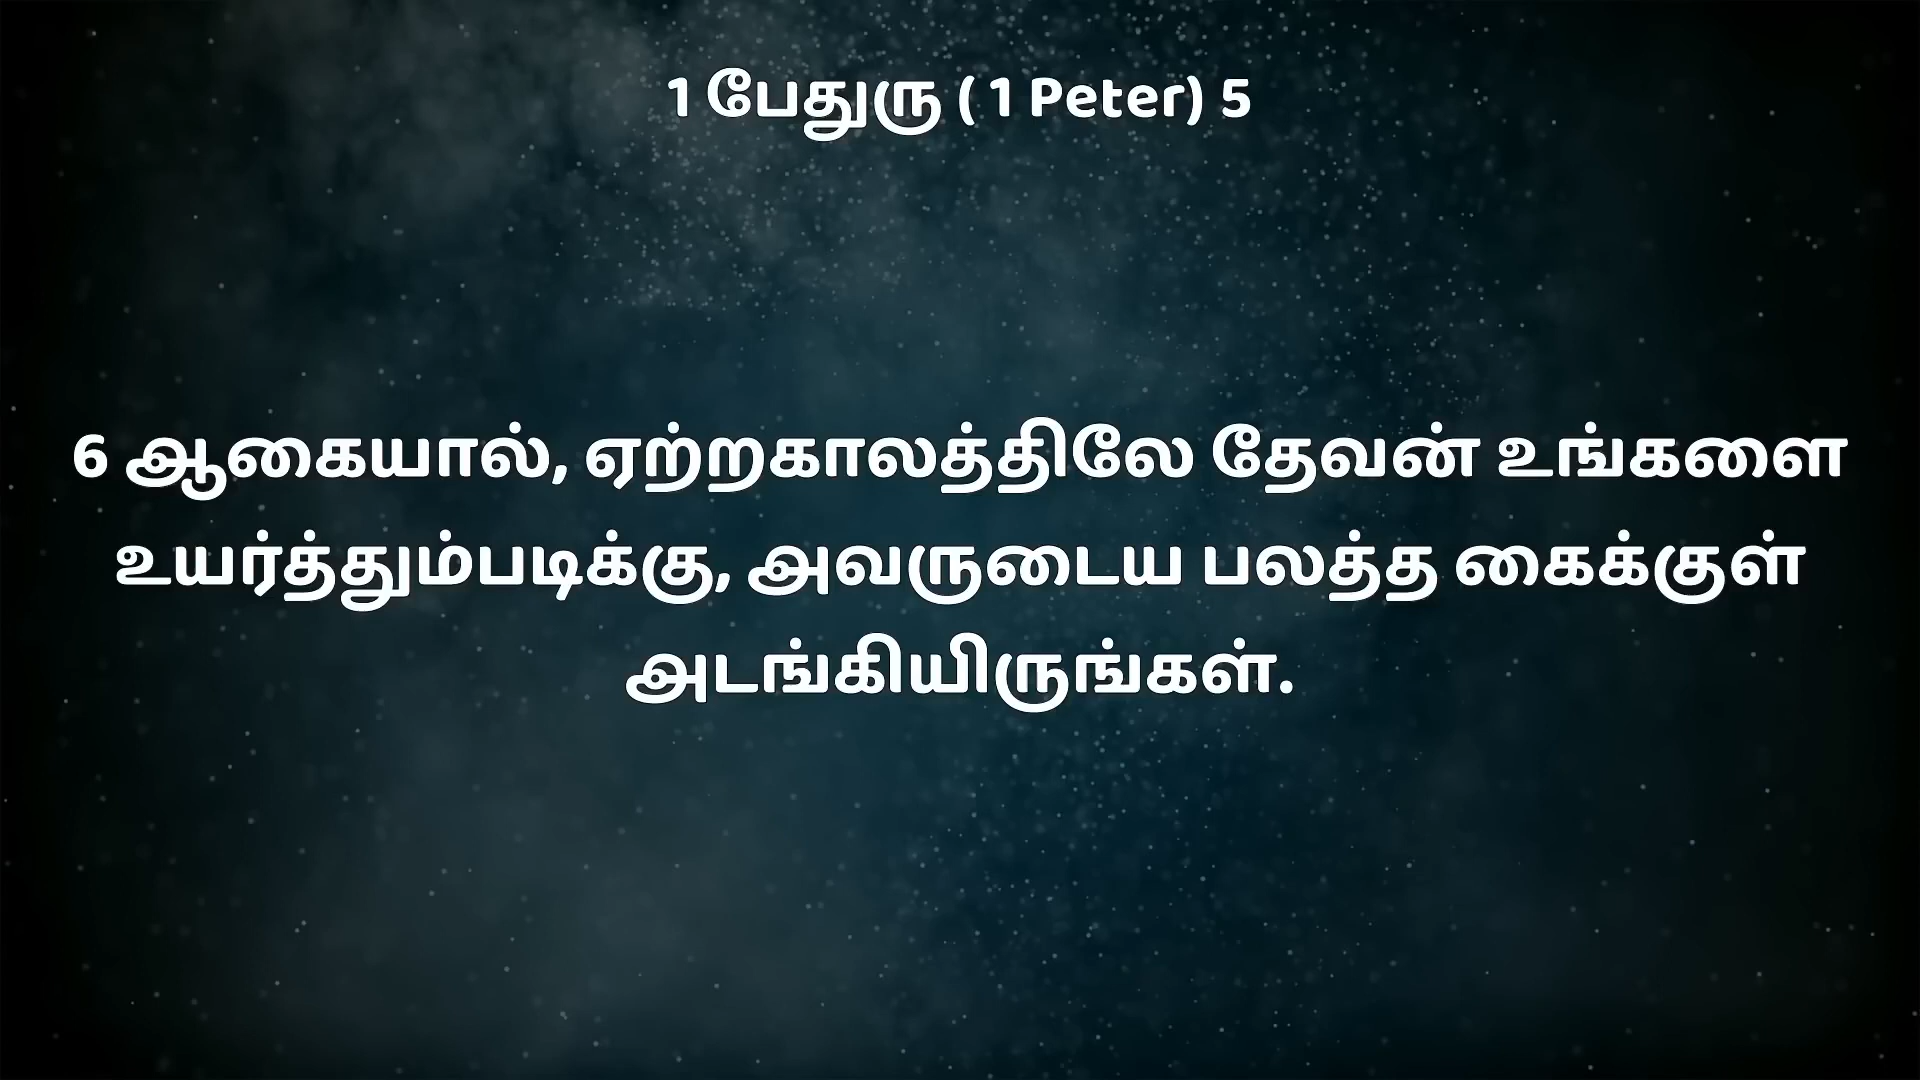 1 பேதுரு ( 1 Peter) 5
6 ஆகையால், ஏற்றகாலத்திலே தேவன் உங்களை
உயர்த்தும்படிக்கு, அவருடைய பலத்த கைக்குள்
அடங்கியிருங்கள்.